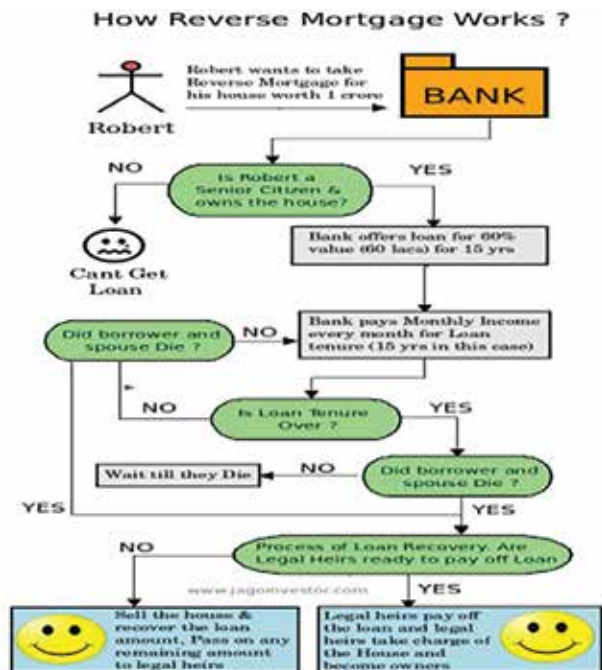 How Reverse Mortgage Works ?
Robert wants to take
Reverse Mortgage for
his house worth 1 crore
BANK
Robert
NO
Is Robert a
Senior Citizen &
owns the house?
YES
Cant Get
Loan
Bank offers loan for 60%
value (60 lacs) for 15 yrs
Did borrower and
spouse Die ?
NO
Bank pays Monthly Income
every month for Loan
tenure (15 yrs in this case)
NO
Is Loan Tenure
Over ?
YES
Wait till they Die
NO
Did borrower and
spouse Die ?
YES
YES
NO
Process of Loan Recovery. Are
Legal Heirs ready to pay off Loan
www.jagoinvestor.com
YES
Sell the house &
recover the loan
amount, Pass on any
remaining amount
to legal heirs
Legal heirs pay off
the loan and legal
heirs take charge of
the House and
become owners